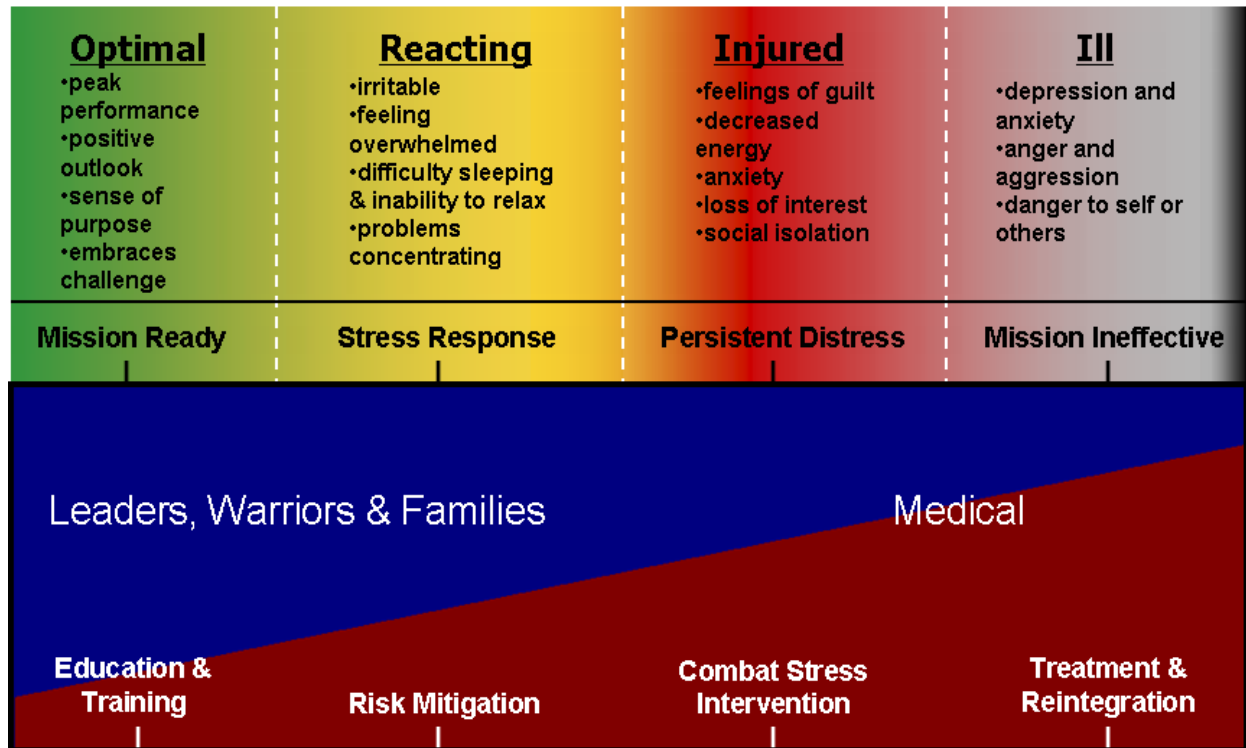 Optimal
•peak
performance
•positive
outlook
•sense of
purpose
•embraces
challenge
Reacting
•irritable
•feeling
overwhelmed
•difficulty sleeping
& inability to relax
•problems
concentrating
Injured
•feelings of guilt
•decreased
energy
•anxiety
•loss of interest
•social isolation
Ill
•depression and
anxiety
•anger and
aggression
•danger to self or
others
Mission Ready
Stress Response
Persistent Distress
Mission Ineffective
Leaders, Warriors & Families
Medical
Education &
Training
Risk Mitigation
Combat Stress
Intervention
Treatment &
Reintegration